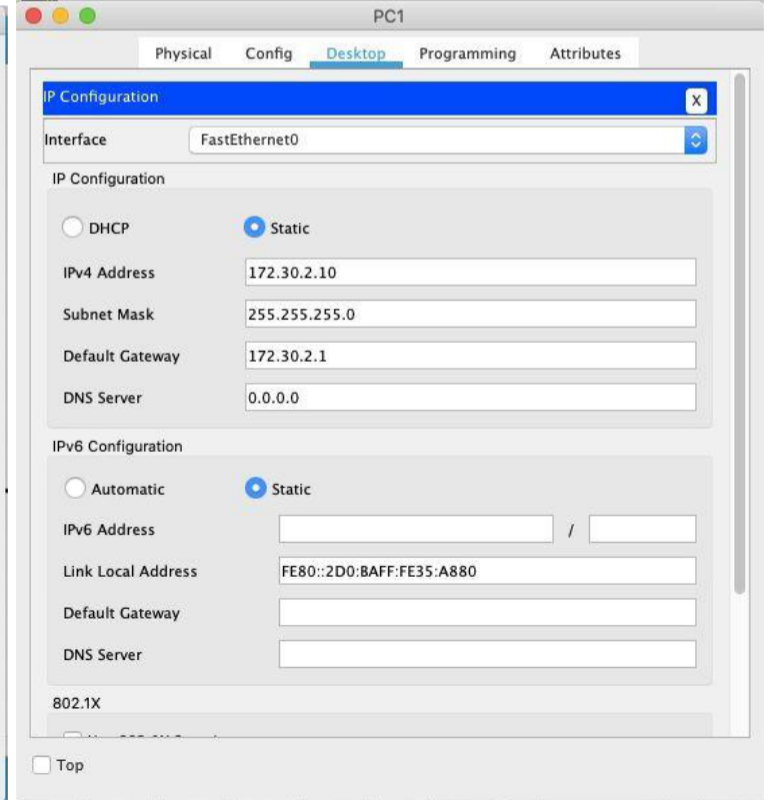 PC1
Physical Config Desktop Programming Attributes
IP Configuration X
Interface FastEthernet0
IP Configuration
DHCP Static
IPv4 Address 172.30.2.10
Subnet Mask 255.255.255.0
Default Gateway 172.30.2.1
DNS Server 0.0.0.0
IPv6 Configuration
Automatic Static
IPv6 Address /
Link Local Address FE80::2D0:BAFF:FE35:A880
Default Gateway
DNS Server
802.1X
Top